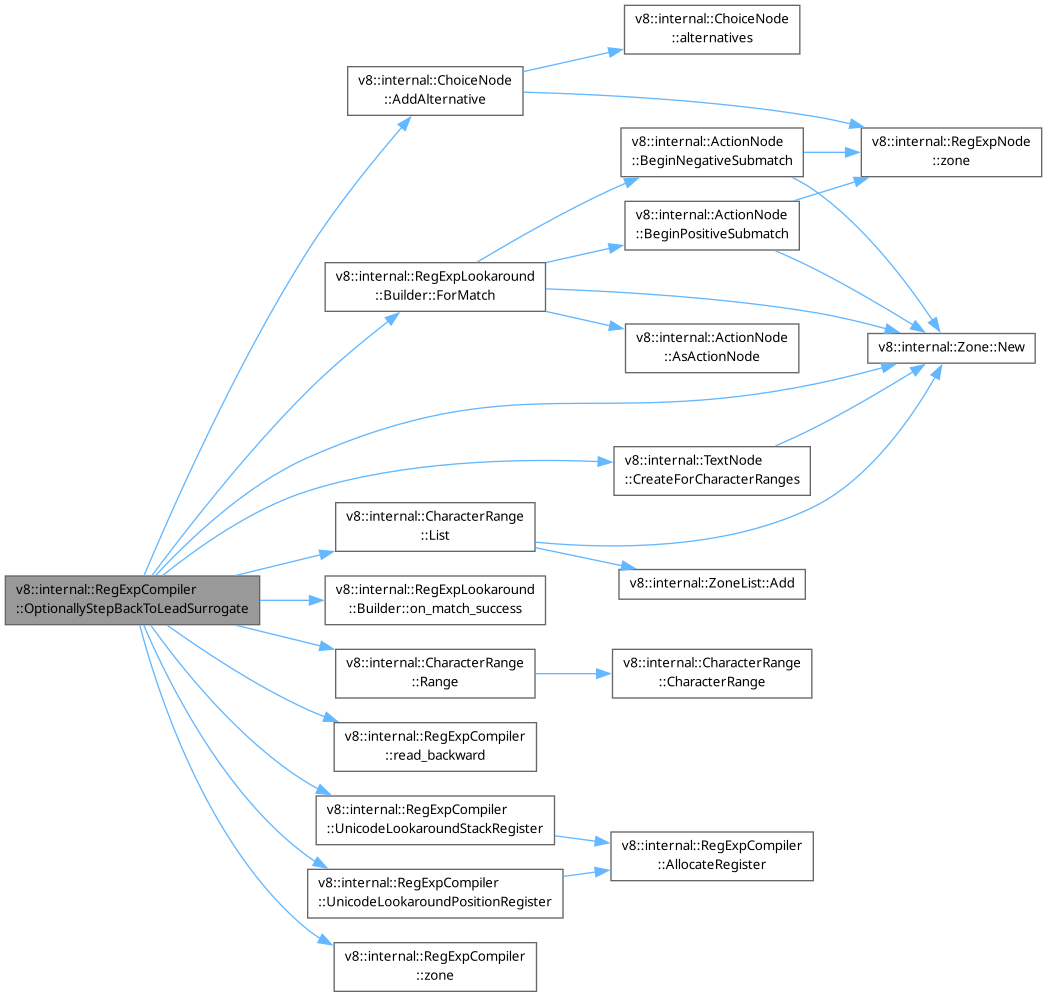 v8::internal::ChoiceNode
::alternatives
v8::internal::ChoiceNode
::AddAlternative
v8::internal::ActionNode
::BeginNegativeSubmatch
v8::internal::RegExpNode
::zone
v8::internal::ActionNode
::BeginPositiveSubmatch
v8::internal::RegExpLookaround
::Builder::ForMatch
v8::internal::ActionNode
::AsActionNode
v8::internal::Zone::New
v8::internal::TextNode
::CreateForCharacterRanges
v8::internal::CharacterRange
::List
v8::internal::ZoneList::Add
v8::internal::RegExpCompiler
::OptionallyStepBackToLeadSurrogate
v8::internal::RegExpLookaround
::Builder::on_match_success
v8::internal::CharacterRange
::Range
v8::internal::CharacterRange
::CharacterRange
v8::internal::RegExpCompiler
::read_backward
v8::internal::RegExpCompiler
::UnicodeLookaroundStackRegister
v8::internal::RegExpCompiler
::AllocateRegister
v8::internal::RegExpCompiler
::UnicodeLookaroundPositionRegister
v8::internal::RegExpCompiler
::zone